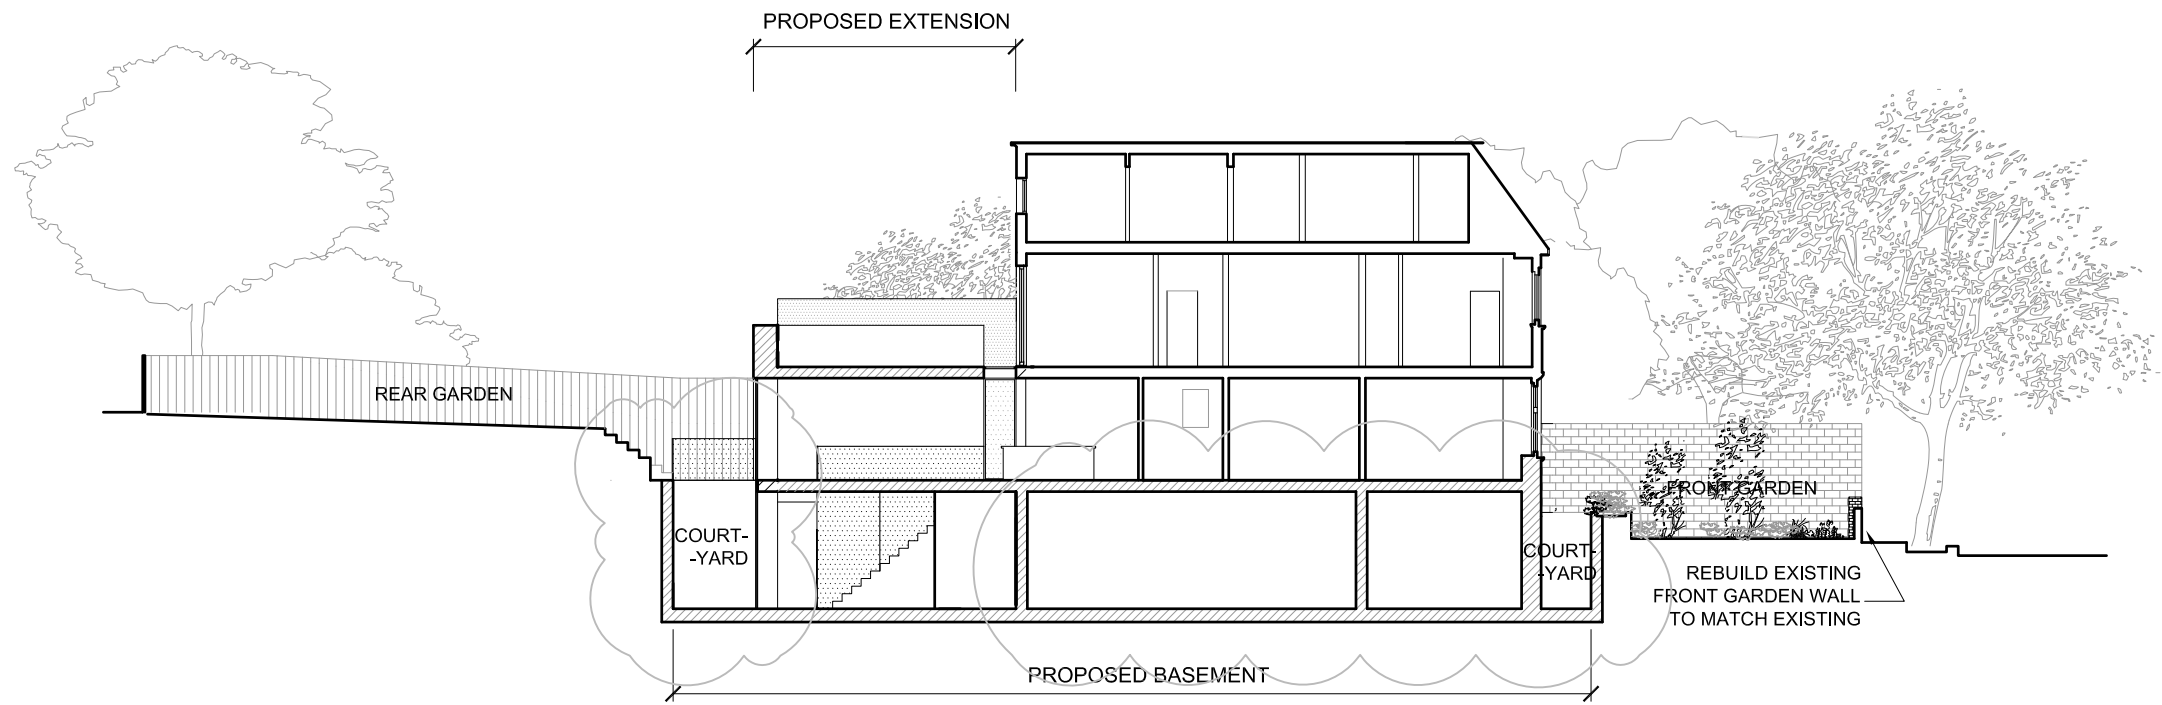 PROPOSED EXTENSION
REAR GARDEN
FRONT GARDEN
COURT-
-YARD
COURT-
-YARD
REBUILD EXISTING
FRONT GARDEN WALL
TO MATCH EXISTING
PROPOSED BASEMENT